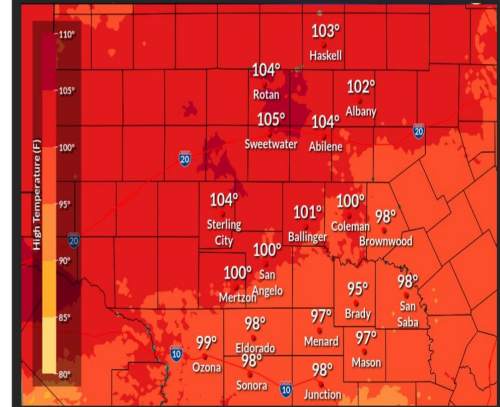 110°
105°
100°
95°
90°
85°
80°
High Temperature (F)
103°
Haskell
104°
Rotan
102°
Albany
105°
Sweetwater
104°
Abilene
20
20
20
104°
Sterling
City
101°
Ballinger
100°
Coleman
98°
Brownwood
100°
San
Angelo
100°
Mertzon
95°
Brady
98°
San
Saba
97°
Menard
97°
Mason
98°
Eldorado
99°
Ozona
98°
Sonora
98°
Junction
10
10